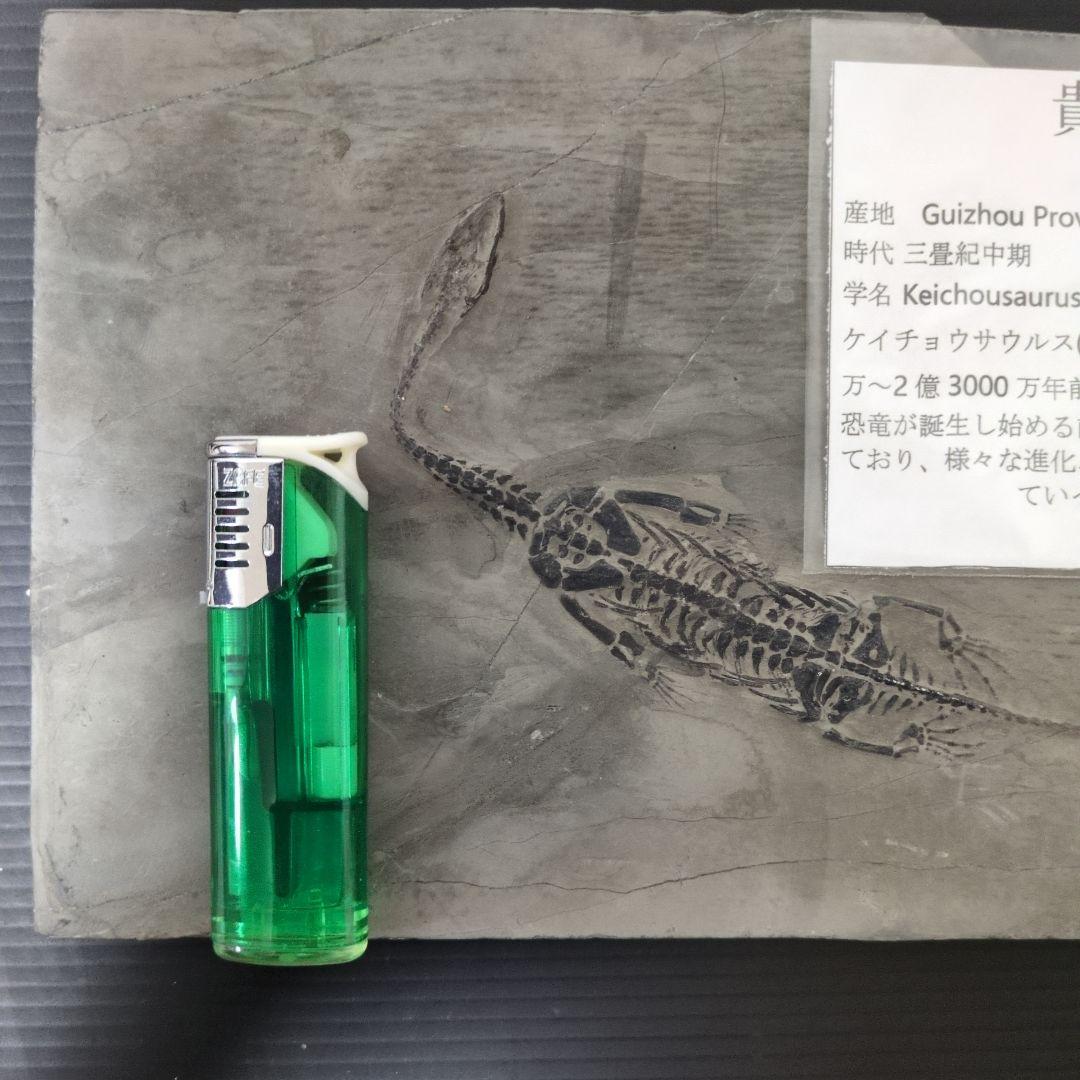 産地 Guizhou Prov
時代 三畳紀中期
学名 Keichousaurus
ケイチョウサウルス(
万～2 億 3000 万年前
恐竜が誕生し始める
ており、様々な進化
てい